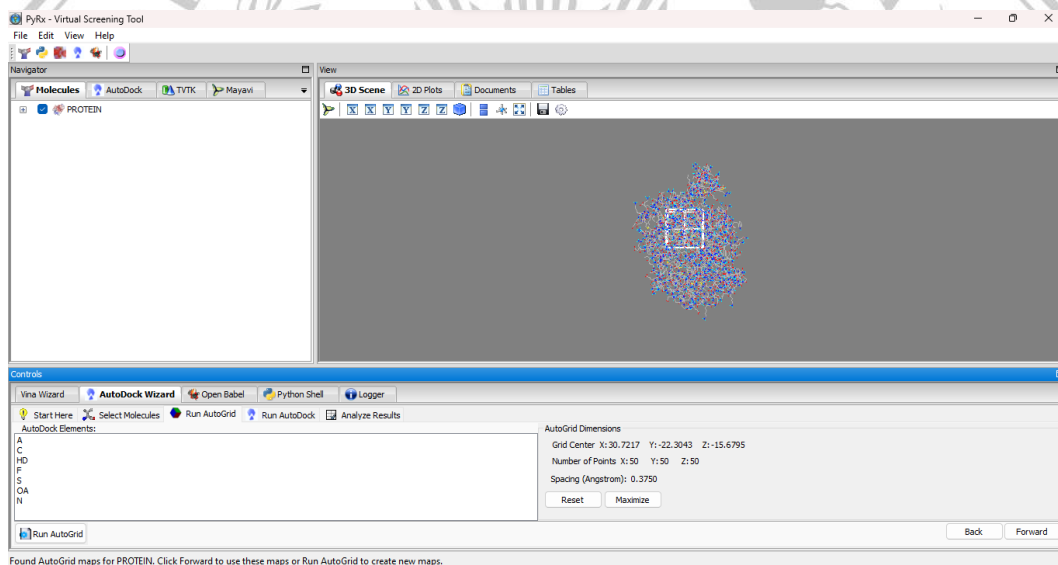 PyRx - Virtual Screening Tool
File Edit View Help
Navigator
View
Molecules AutoDock TVTK Mayavi
3D Scene 2D Plots Documents Tables
PROTEIN
X X Y Y Z Z
Controls
Vina Wizard AutoDock Wizard Open Babel Python Shell Logger
Start Here Select Molecules Run AutoGrid Run AutoDock Analyze Results
AutoDock Elements:
A
C
HD
F
S
OA
N
AutoGrid Dimensions
Grid Center X:30.7217 Y:-22.3043 Z:-15.6795
Number of Points X:50 Y:50 Z:50
Spacing (Angstrom): 0.3750
Reset Maximize
Run AutoGrid
Back Forward
Found AutoGrid maps for PROTEIN. Click Forward to use these maps or Run AutoGrid to create new maps.